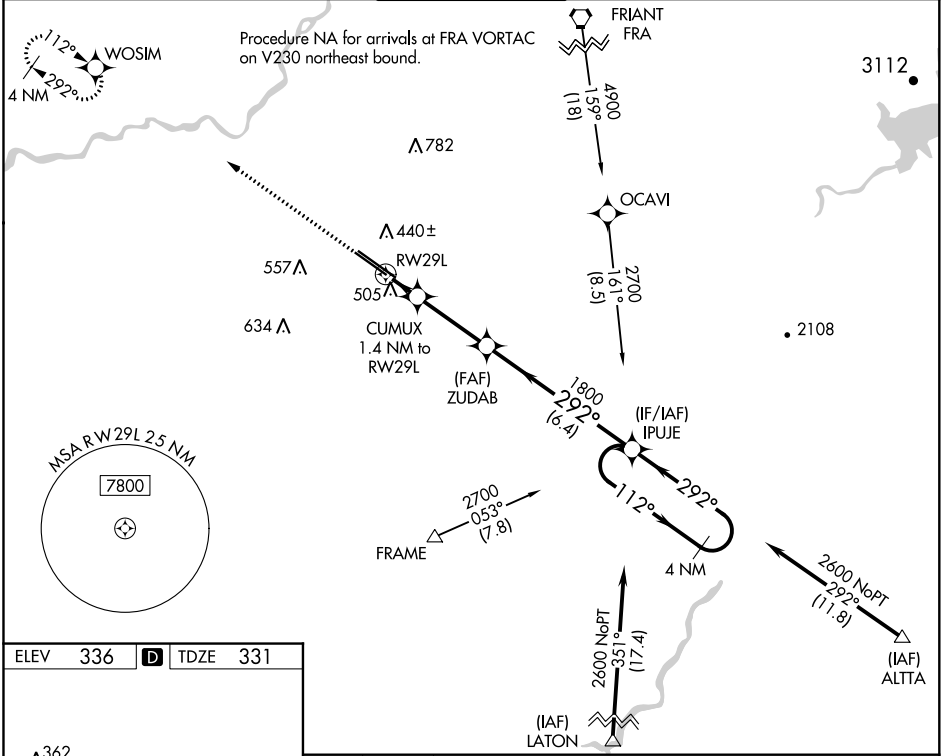 112°
292°
4 NM
WOSIM
Procedure NA for arrivals at FRA VORTAC
on V230 northeast bound.
FRIANT
FRA
3112
4900
159°
(18)
782
OCAVI
440±
RW29L
557
505
2700
161°
(8.5)
634
CUMUX
1.4 NM to
RW29L
2108
(FAF)
ZUDAB
1800
292°
(6.4)
(IF/IAF)
IPUJE
MSA RW29L 25 NM
7800
292°
112°
2700
053°
(7.8)
FRAME
4 NM
2600 NoPT
292°
(11.8)
2600 NoPT
351°
(17.4)
(IAF)
ALTTA
(IAF)
LATON
ELEV 336 D TDZE 331
362